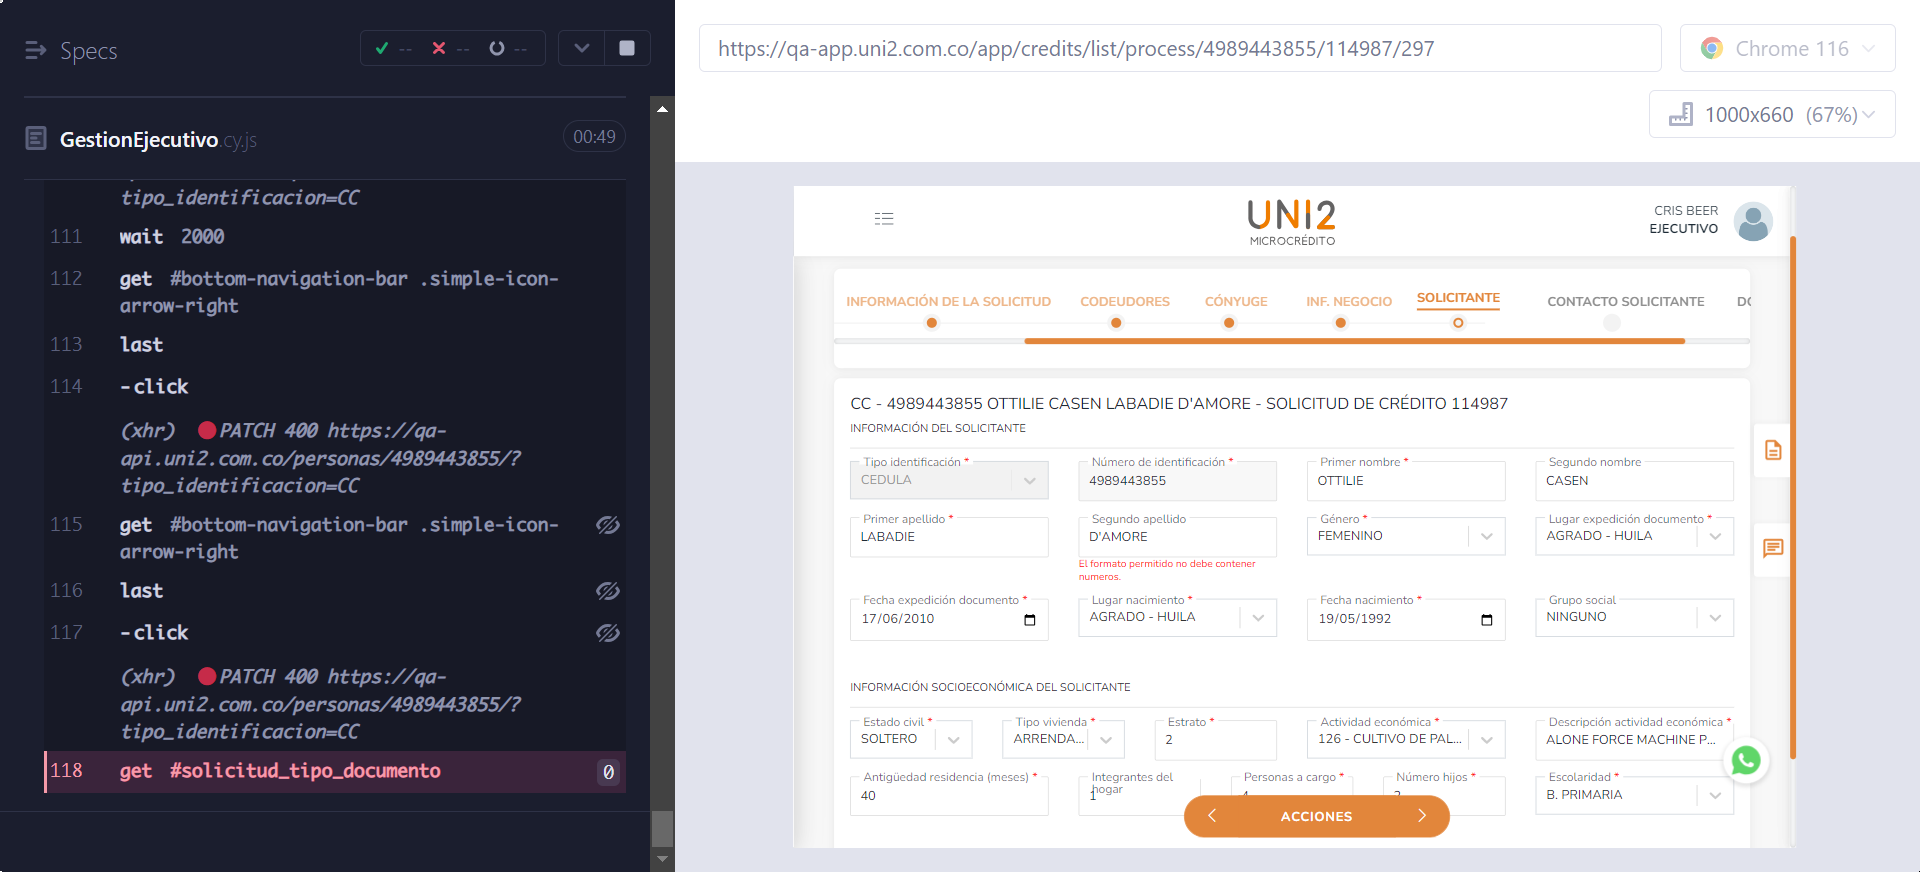 Specs
-- -- --
GestionEjecutivo.cy.js
00:49
tipo_identificacion=CC
111 wait 2000
112 get #bottom-navigation-bar .simple-icon-
arrow-right
113 last
114 -click
(xhr) PATCH 400 https://qa-
api.uni2.com.co/personas/4989443855/?
tipo_identificacion=CC
115 get #bottom-navigation-bar .simple-icon-
arrow-right
116 last
117 -click
(xhr) PATCH 400 https://qa-
api.uni2.com.co/personas/4989443855/?
tipo_identificacion=CC
118 get #solicitud_tipo_documento 0
https://qa-app.uni2.com.co/app/credits/list/process/4989443855/114987/297
Chrome 116
1000x660 (67%)
UNI2
MICROCRÉDITO
CRIS BEER
EJECUTIVO
INFORMACIÓN DE LA SOLICITUD CODEUDORES CÓNYUGE INF. NEGOCIO SOLICITANTE CONTACTO SOLICITANTE
CC - 4989443855 OTTILIE CASEN LABADIE D'AMORE - SOLICITUD DE CRÉDITO 114987
INFORMACIÓN DEL SOLICITANTE
Tipo identificación * Número de identificación * Primer nombre * Segundo nombre
CEDULA 4989443855 OTTILIE CASEN
Primer apellido * Segundo apellido Género * Lugar expedición documento *
LABADIE D'AMORE FEMENINO AGRADO - HUILA
El formato permitido no debe contener
numeros.
Fecha expedición documento * Lugar nacimiento * Fecha nacimiento * Grupo social
17/06/2010 AGRADO - HUILA 19/05/1992 NINGUNO
INFORMACIÓN SOCIOECONÓMICA DEL SOLICITANTE
Estado civil * Tipo vivienda * Estrato * Actividad económica * Descripción actividad económica *
SOLTERO ARRENDA... 2 126 - CULTIVO DE PAL... ALONE FORCE MACHINE P...
Antigüedad residencia (meses) * Integrantes del hogar Personas a cargo * Número hijos * Escolaridad *
40 1 4 2 B. PRIMARIA
ACCIONES